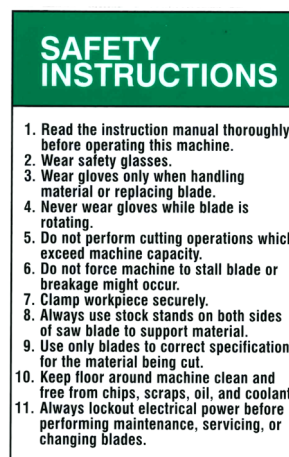 SAFETY
INSTRUCTIONS
1. Read the instruction manual thoroughly
before operating this machine.
2. Wear safety glasses.
3. Wear gloves only when handling
material or replacing blade.
4. Never wear gloves while blade is
rotating.
5. Do not perform cutting operations which
exceed machine capacity.
6. Do not force machine to stall blade or
breakage might occur.
7. Clamp workpiece securely.
8. Always use stock stands on both sides
of saw blade to support material.
9. Use only blades to correct specification
for the material being cut.
10. Keep floor around machine clean and
free from chips, scraps, oil, and coolant
11. Always lockout electrical power before
performing maintenance, servicing, or
changing blades.